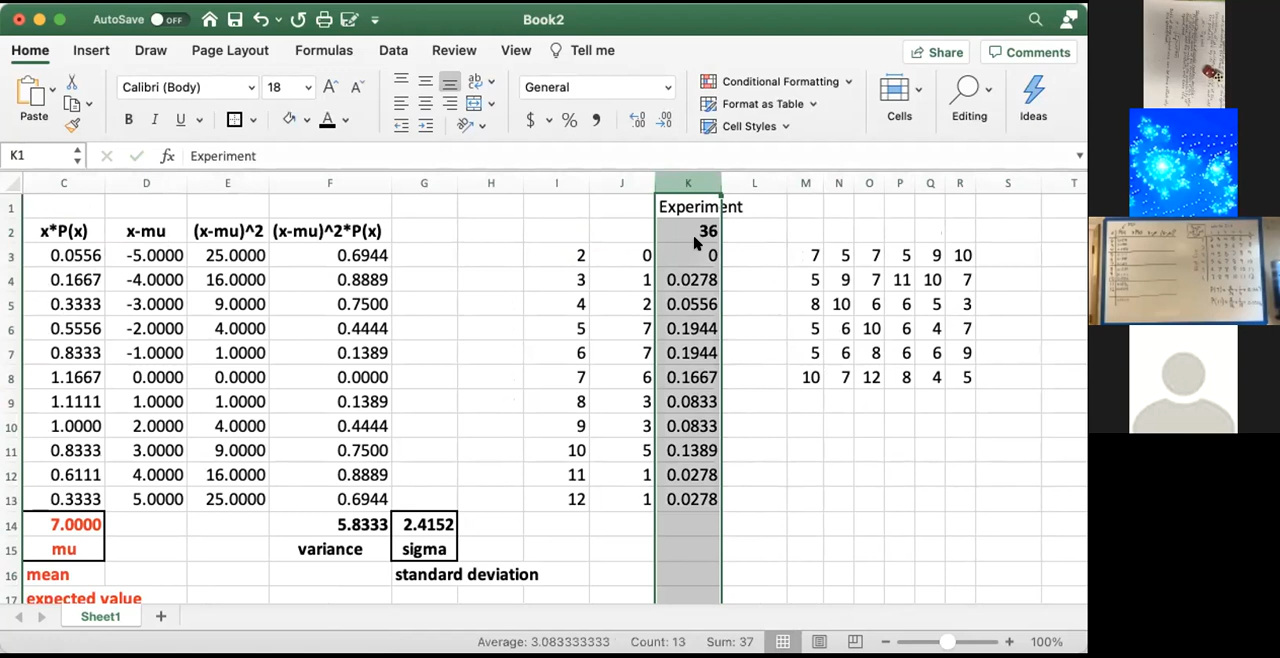 AutoSave OFF Book2
Home Insert Draw Page Layout Formulas Data Review View Tell me Share Comments
Calibri (Body) 18 A A ab General Conditional Formatting
Format as Table
Paste B I U A $ % Cell Styles Cells Editing Ideas
K1 fx Experiment
C D E F G H I J K L M N O P Q R S T
1 Experiment
2 x*P(x) x-mu (x-mu)^2 (x-mu)^2*P(x) 36
3 0.0556 -5.0000 25.0000 0.6944 2 0 0 7 5 7 5 9 10
4 0.1667 -4.0000 16.0000 0.8889 3 1 0.0278 5 9 7 11 10 7
5 0.3333 -3.0000 9.0000 0.7500 4 2 0.0556 8 10 6 6 5 3
6 0.5556 -2.0000 4.0000 0.4444 5 7 0.1944 5 6 10 6 4 7
7 0.8333 -1.0000 1.0000 0.1389 6 7 0.1944 5 6 8 6 6 9
8 1.1667 0.0000 0.0000 0.0000 7 6 0.1667 10 7 12 8 4 5
9 1.1111 1.0000 1.0000 0.1389 8 3 0.0833
10 1.0000 2.0000 4.0000 0.4444 9 3 0.0833
11 0.8333 3.0000 9.0000 0.7500 10 5 0.1389
12 0.6111 4.0000 16.0000 0.8889 11 1 0.0278
13 0.3333 5.0000 25.0000 0.6944 12 1 0.0278
14 7.0000 5.8333 2.4152
15 mu variance sigma
16 mean standard deviation
17 expected value
Sheet1
Average: 3.083333333 Count: 13 Sum: 37 100%